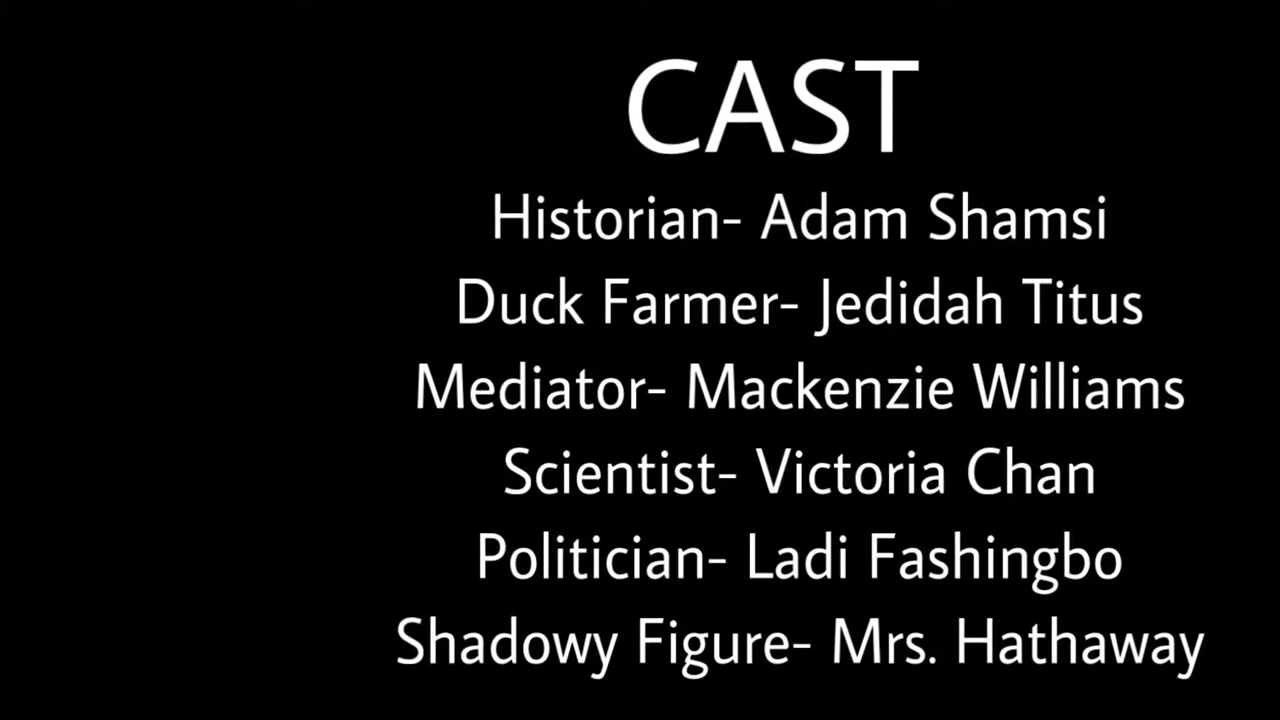 CAST
Historian- Adam Shamsi
Duck Farmer- Jedidah Titus
Mediator- Mackenzie Williams
Scientist- Victoria Chan
Politician- Ladi Fashingbo
Shadowy Figure- Mrs. Hathaway